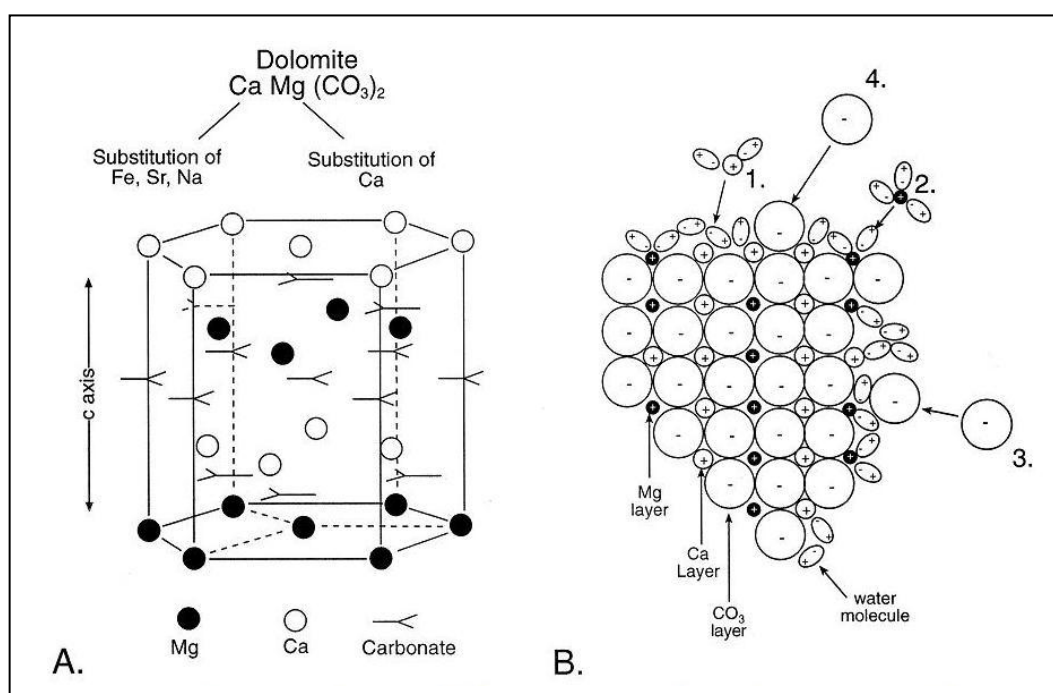 Dolomite
Ca Mg (CO₃)₂
Substitution of
Fe, Sr, Na
Substitution of
Ca
c axis
Mg
Ca
Carbonate
A.
4.
1.
2.
3.
Mg
layer
Ca
Layer
CO₃
layer
water
molecule
B.